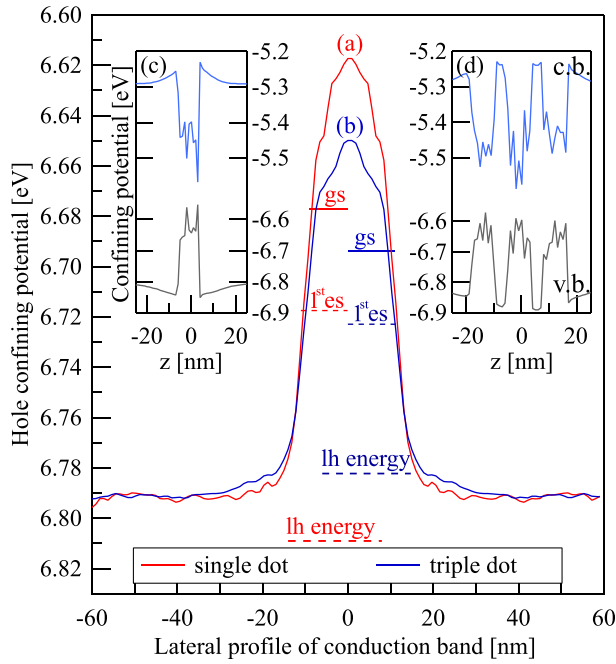 6.60
6.62
6.64
6.66
6.68
6.70
6.72
6.74
6.76
6.78
6.80
6.82
Hole confining potential [eV]
(a)
(b)
gs
gs
1st es
1st es
lh energy
lh energy
(c)
-5.2
-5.3
-5.4
-5.5
-6.6
-6.7
-6.8
-6.9
Confining potential [eV]
-20 0 20
z [nm]
(d)
c.b.
-5.2
-5.3
-5.4
-5.5
-6.6
-6.7
-6.8
-6.9
v.b.
-20 0 20
z [nm]
single dot
triple dot
-60 -40 -20 0 20 40 60
Lateral profile of conduction band [nm]